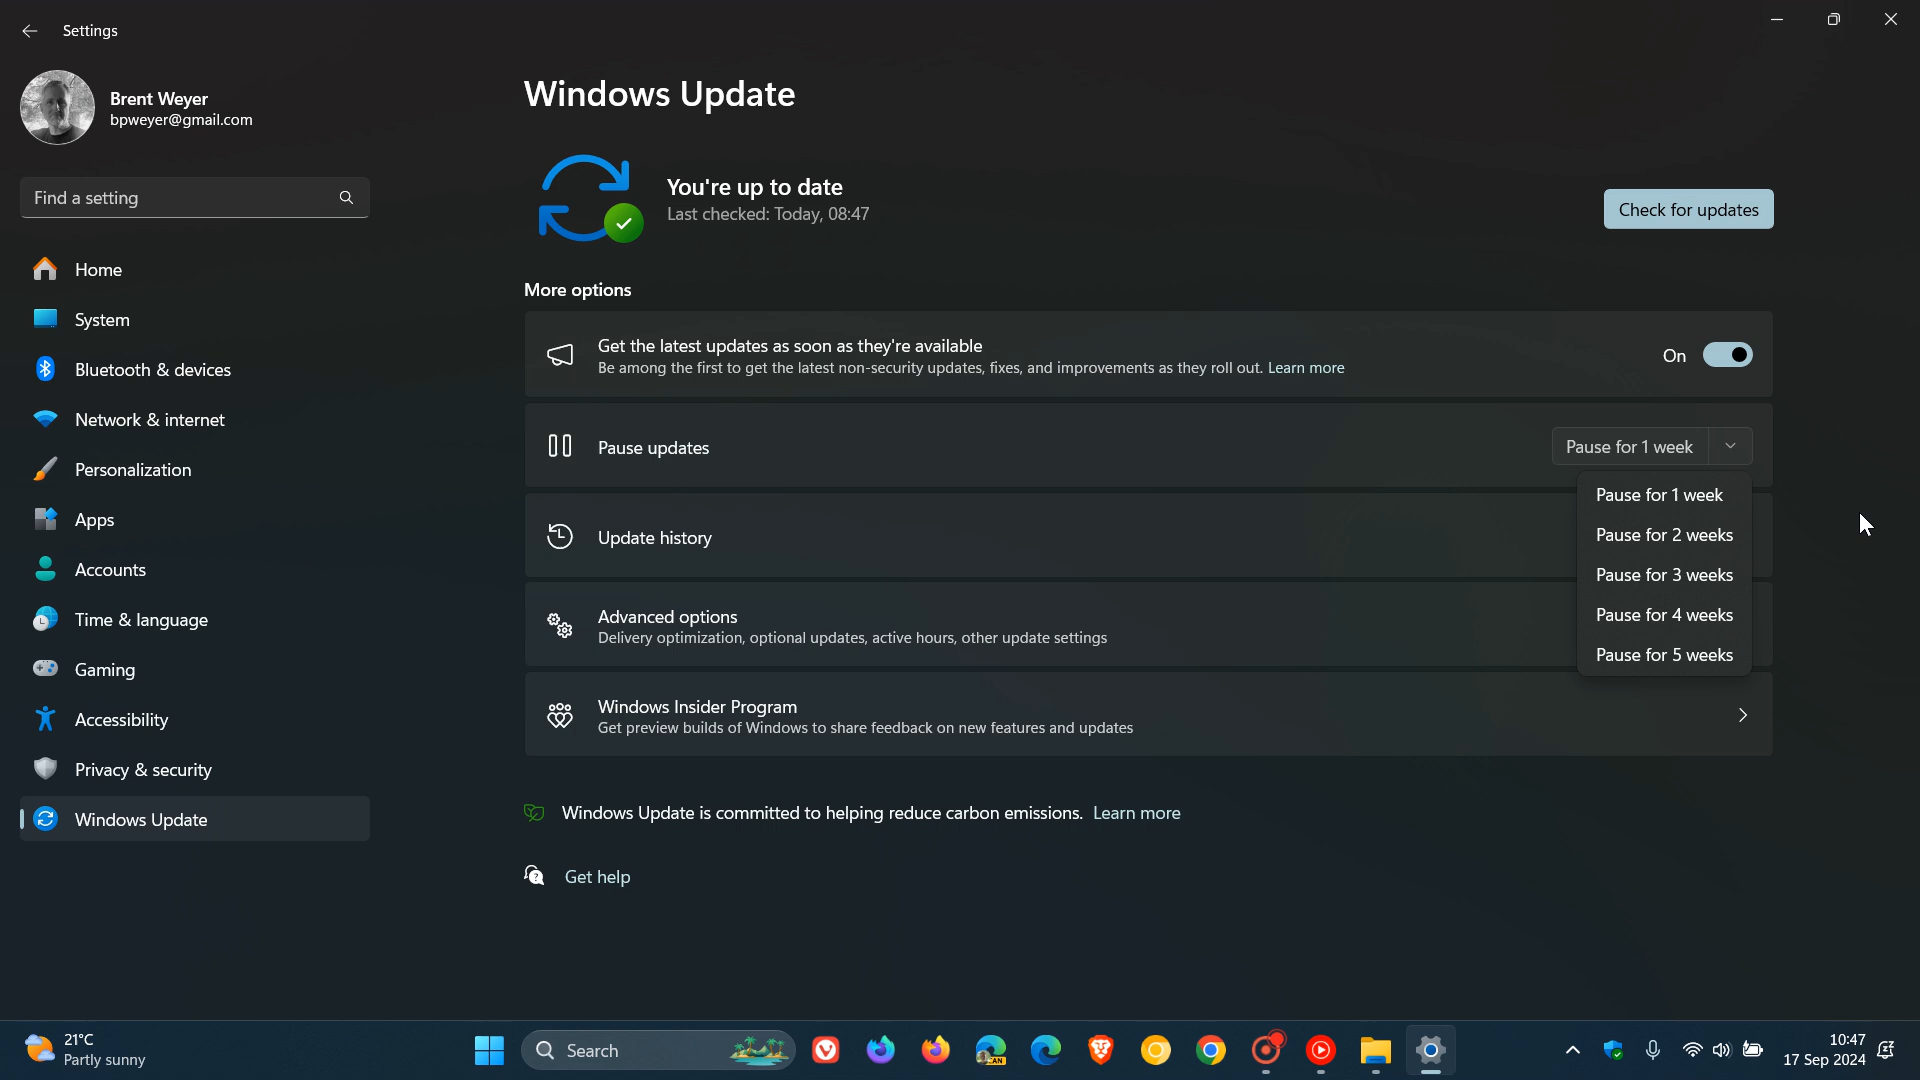 Settings
Brent Weyer
bpweyer@gmail.com
Find a setting
Home
System
Bluetooth & devices
Network & internet
Personalization
Apps
Accounts
Time & language
Gaming
Accessibility
Privacy & security
Windows Update
Windows Update
You're up to date
Last checked: Today, 08:47
Check for updates
More options
Get the latest updates as soon as they're available
Be among the first to get the latest non-security updates, fixes, and improvements as they roll out. Learn more
On
Pause updates
Pause for 1 week
Pause for 1 week
Pause for 2 weeks
Pause for 3 weeks
Pause for 4 weeks
Pause for 5 weeks
Update history
Advanced options
Delivery optimization, optional updates, active hours, other update settings
Windows Insider Program
Get preview builds of Windows to share feedback on new features and updates
Windows Update is committed to helping reduce carbon emissions. Learn more
Get help
21°C
Partly sunny
Search
CAN
10:47
17 Sep 2024